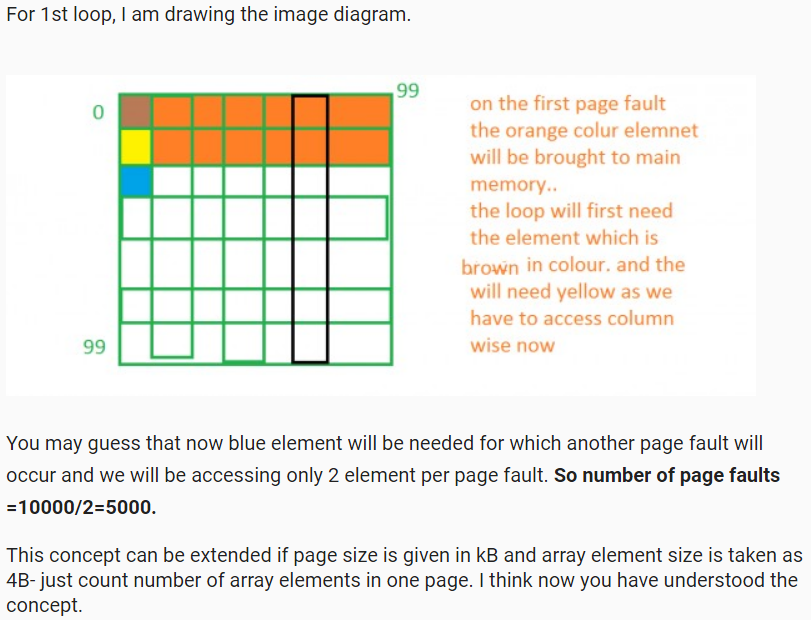 For 1st loop, I am drawing the image diagram.
0
99
99
on the first page fault
the orange colur elemnet
will be brought to main
memory..
the loop will first need
the element which is
brown in colour. and the
will need yellow as we
have to access column
wise now
You may guess that now blue element will be needed for which another page fault will
occur and we will be accessing only 2 element per page fault. So number of page faults
=10000/2=5000.
This concept can be extended if page size is given in kB and array element size is taken as
4B- just count number of array elements in one page. I think now you have understood the
concept.